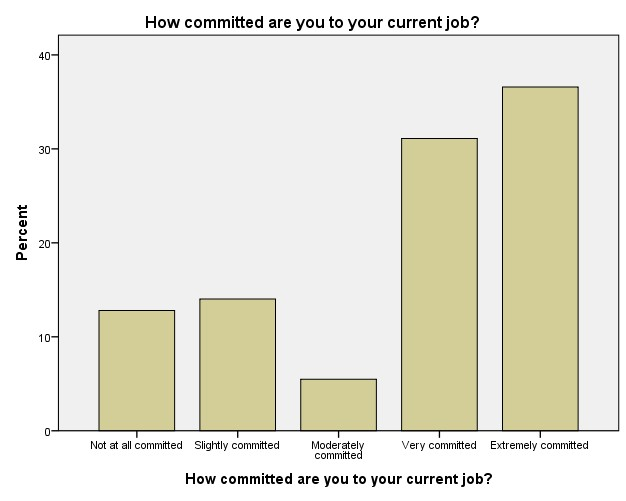 How committed are you to your current job?
40
30
20
10
0
Percent
Not at all committed
Slightly committed
Moderately
committed
Very committed
Extremely committed
How committed are you to your current job?